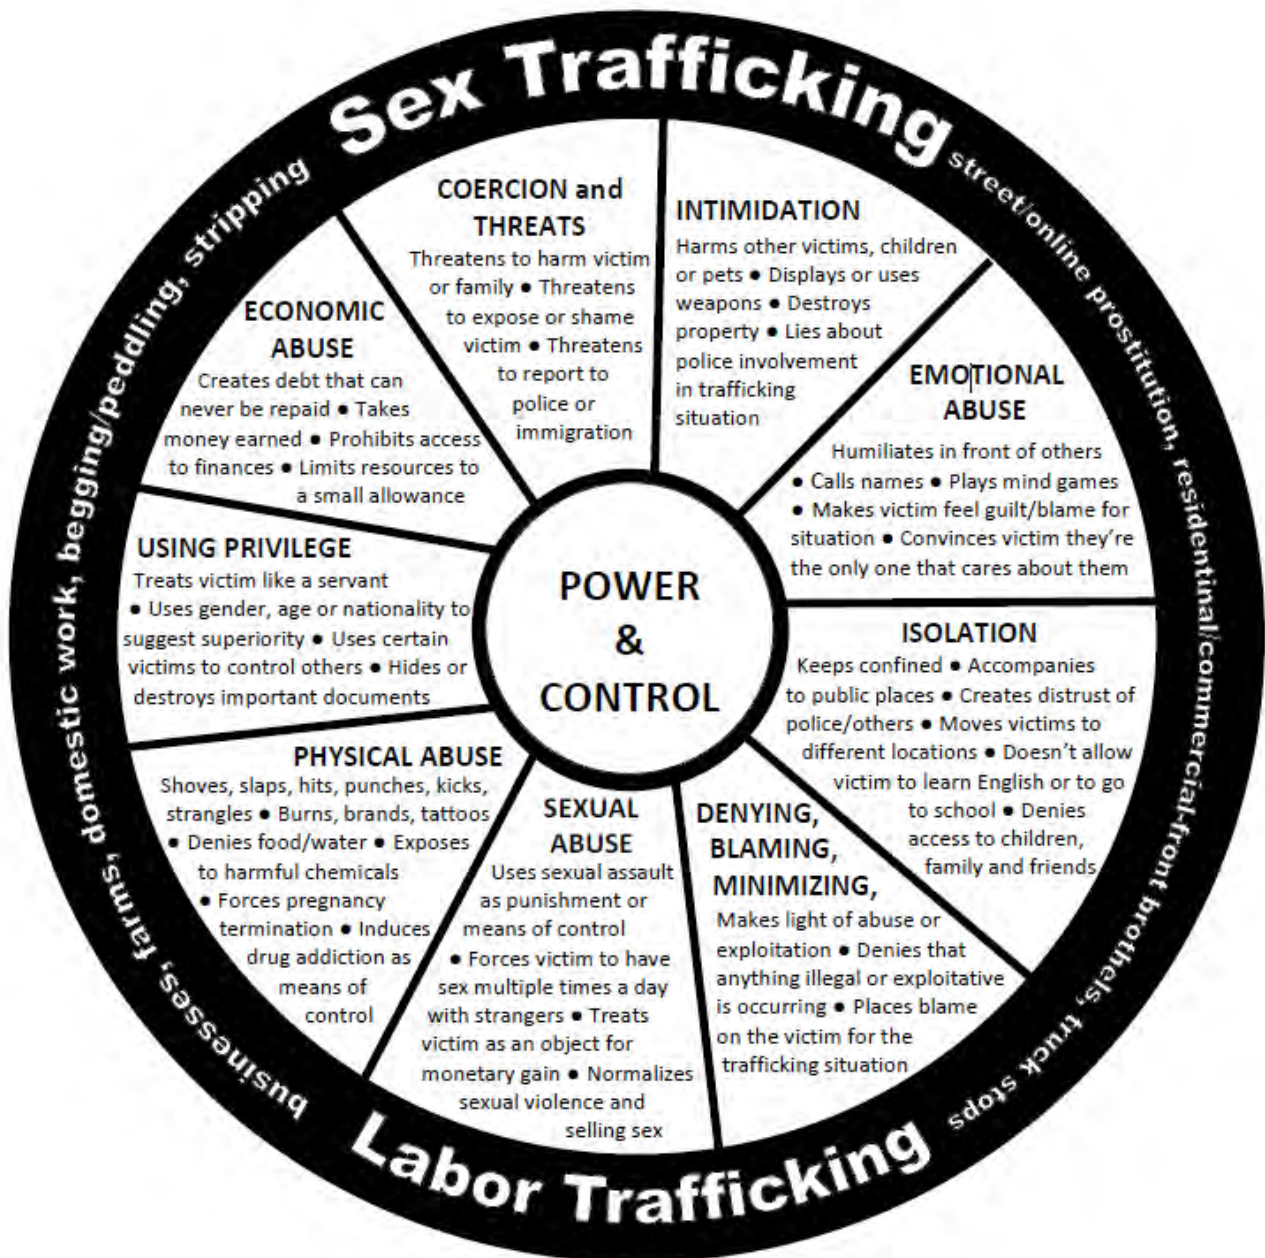 Sex Trafficking
street/online prostitution, residentinal/commercial-front brothels, truck stops
Labor Trafficking
businesses, farms, domestic work, begging/peddling, stripping
COERCION and
THREATS
Threatens to harm victim
or family ● Threatens
to expose or shame
victim ● Threatens
to report to
police or
immigration
INTIMIDATION
Harms other victims, children
or pets ● Displays or uses
weapons ● Destroys
property ● Lies about
police involvement
in trafficking
situation
EMOTIONAL
ABUSE
Humiliates in front of others
● Calls names ● Plays mind games
● Makes victim feel guilt/blame for
situation ● Convinces victim they're
the only one that cares about them
ISOLATION
Keeps confined ● Accompanies
to public places ● Creates distrust of
police/others ● Moves victims to
different locations ● Doesn't allow
victim to learn English or to go
to school ● Denies
access to children,
family and friends
DENYING,
BLAMING,
MINIMIZING,
Makes light of abuse or
exploitation ● Denies that
anything illegal or exploitative
is occurring ● Places blame
on the victim for the
trafficking situation
SEXUAL
ABUSE
Uses sexual assault
as punishment or
means of control
● Forces victim to have
sex multiple times a day
with strangers ● Treats
victim as an object for
monetary gain ● Normalizes
sexual violence and
selling sex
PHYSICAL ABUSE
Shoves, slaps, hits, punches, kicks,
strangles ● Burns, brands, tattoos
● Denies food/water ● Exposes
to harmful chemicals
● Forces pregnancy
termination ● Induces
drug addiction as
means of
control
USING PRIVILEGE
Treats victim like a servant
● Uses gender, age or nationality to
suggest superiority ● Uses certain
victims to control others ● Hides or
destroys important documents
ECONOMIC
ABUSE
Creates debt that can
never be repaid ● Takes
money earned ● Prohibits access
to finances ● Limits resources to
a small allowance
POWER
&
CONTROL